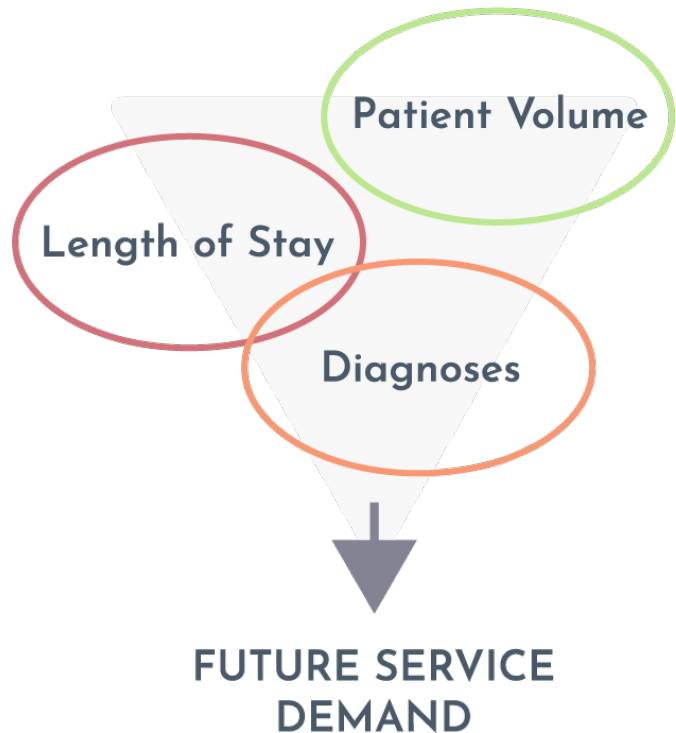 Patient Volume
Length of Stay
Diagnoses
FUTURE SERVICE
DEMAND